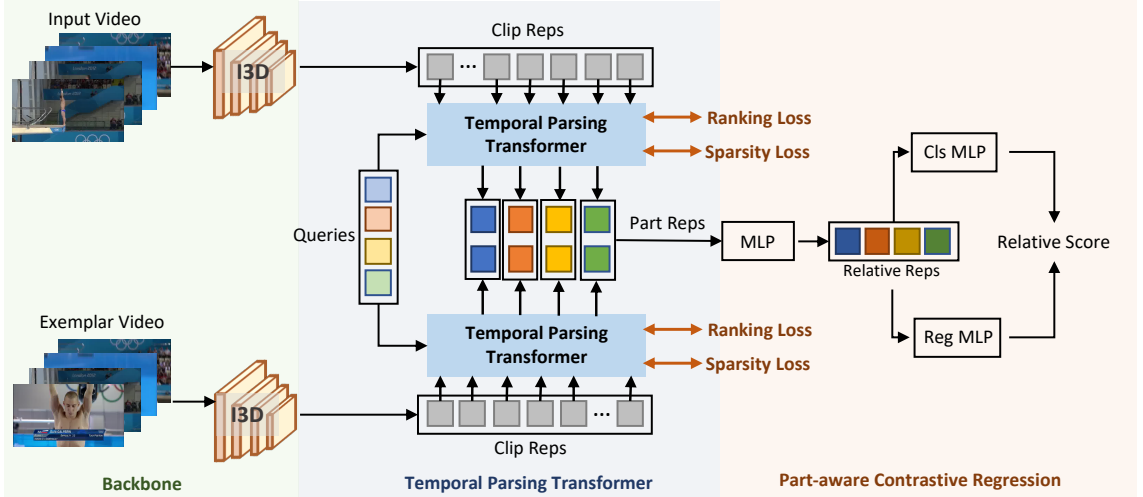 Input Video
I3D
Clip Reps
...
Temporal Parsing
Transformer
Ranking Loss
Sparsity Loss
Queries
Part Reps
MLP
Cls MLP
Relative Score
Relative Reps
Reg MLP
Exemplar Video
I3D
Temporal Parsing
Transformer
Ranking Loss
Sparsity Loss
...
Clip Reps
Backbone
Temporal Parsing Transformer
Part-aware Contrastive Regression